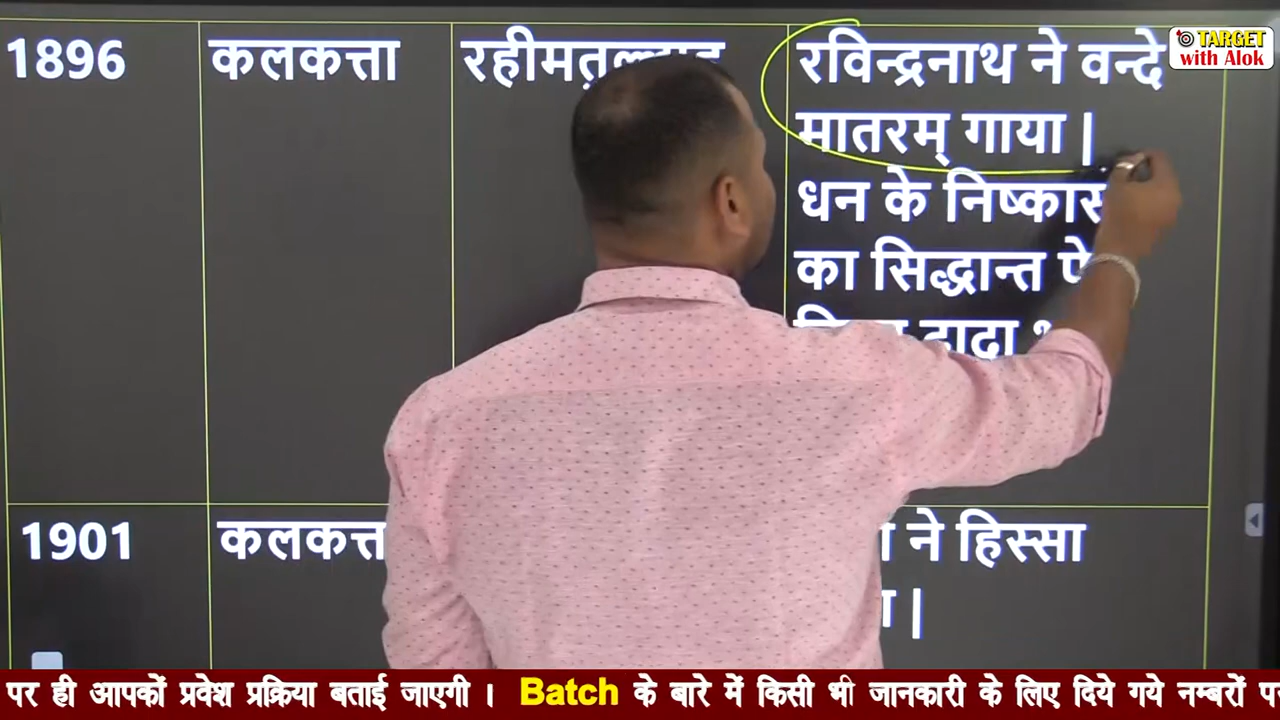 1896 कलकत्ता रविन्द्रनाथ ने वन्दे
मातरम् गाया |
धन के
का सिद्धान्त
दादा
1901 ने हिस्सा
TARGET
with Alok
पर ही आपकों प्रवेश प्रक्रिया बताई जाएगी । Batch के बारे में किसी भी जानकारी के लिए दिये गये नम्बरों